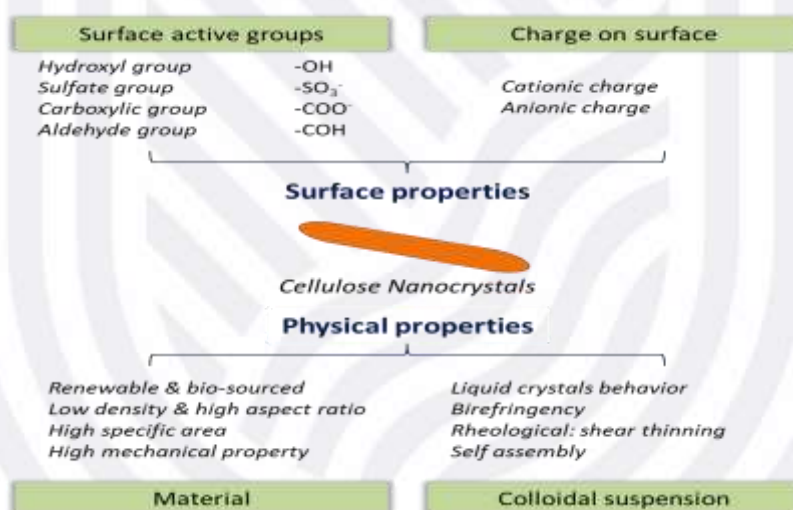 Surface active groups
Charge on surface
Hydroxyl group -OH
Sulfate group -SO₃⁻
Carboxylic group -COO⁻
Aldehyde group -COH
Cationic charge
Anionic charge
Surface properties
Cellulose Nanocrystals
Physical properties
Renewable & bio-sourced
Low density & high aspect ratio
High specific area
High mechanical property
Liquid crystals behavior
Birefringency
Rheological: shear thinning
Self assembly
Material
Colloidal suspension